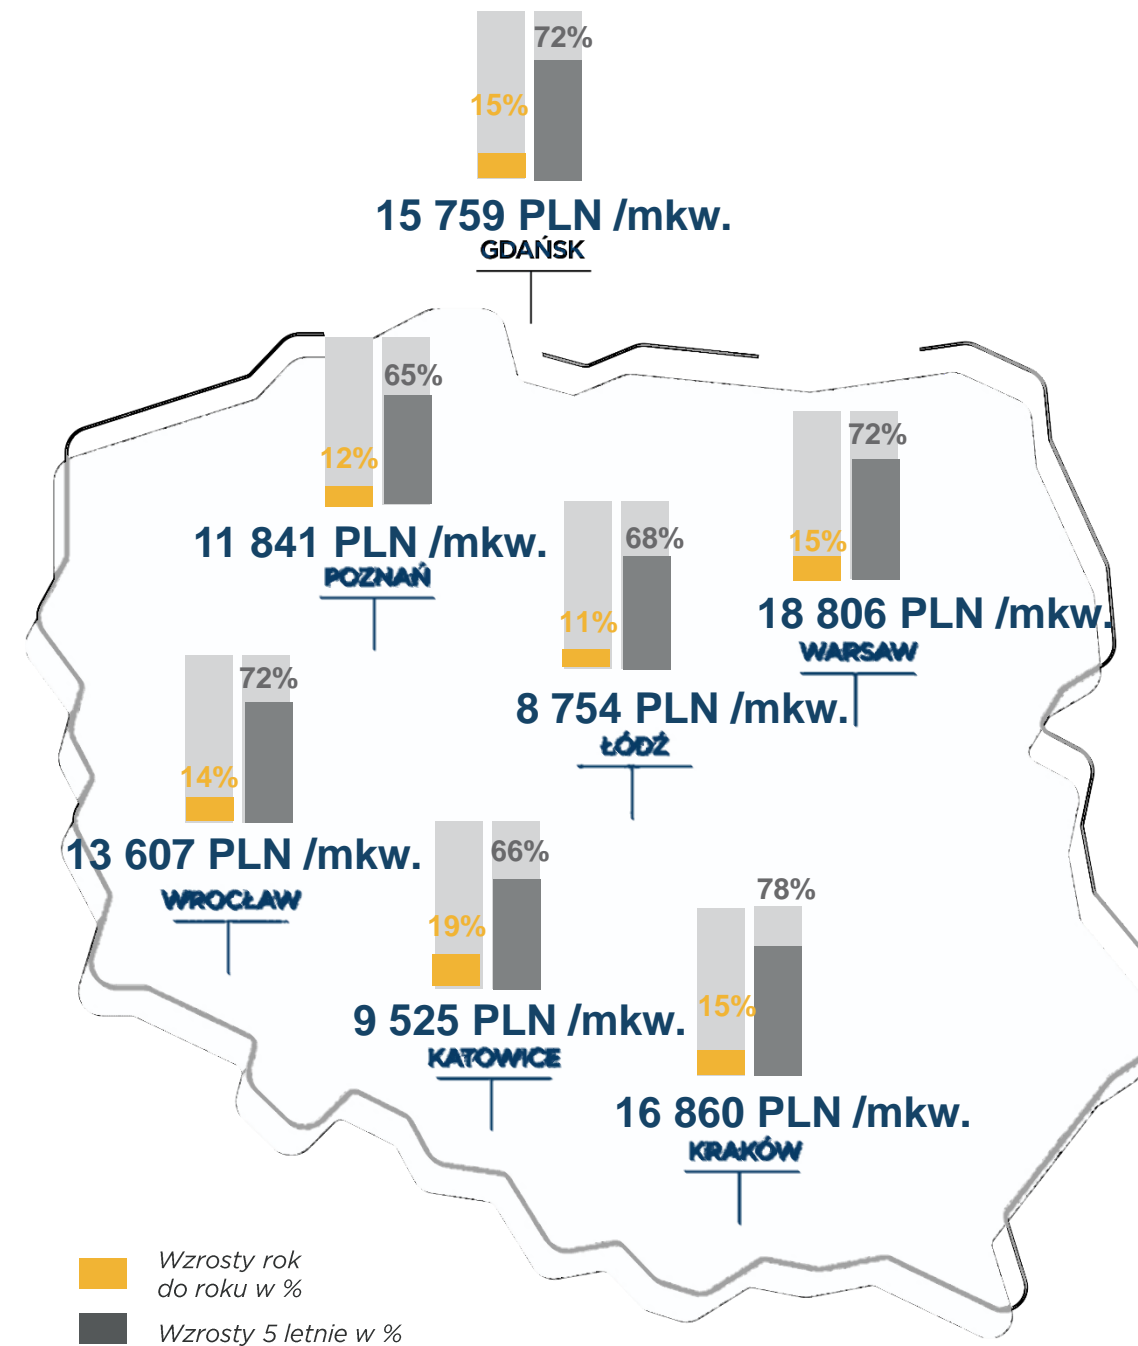 72%
15%
15 759 PLN /mkw.
GDAŃSK
65%
12%
11 841 PLN /mkw.
POZNAŃ
72%
15%
18 806 PLN /mkw.
WARSAW
68%
11%
8 754 PLN /mkw.
ŁÓDŹ
72%
14%
13 607 PLN /mkw.
WROCŁAW
66%
19%
9 525 PLN /mkw.
KATOWICE
78%
15%
16 860 PLN /mkw.
KRAKÓW
Wzrosty rok
do roku w %
Wzrosty 5 letnie w %